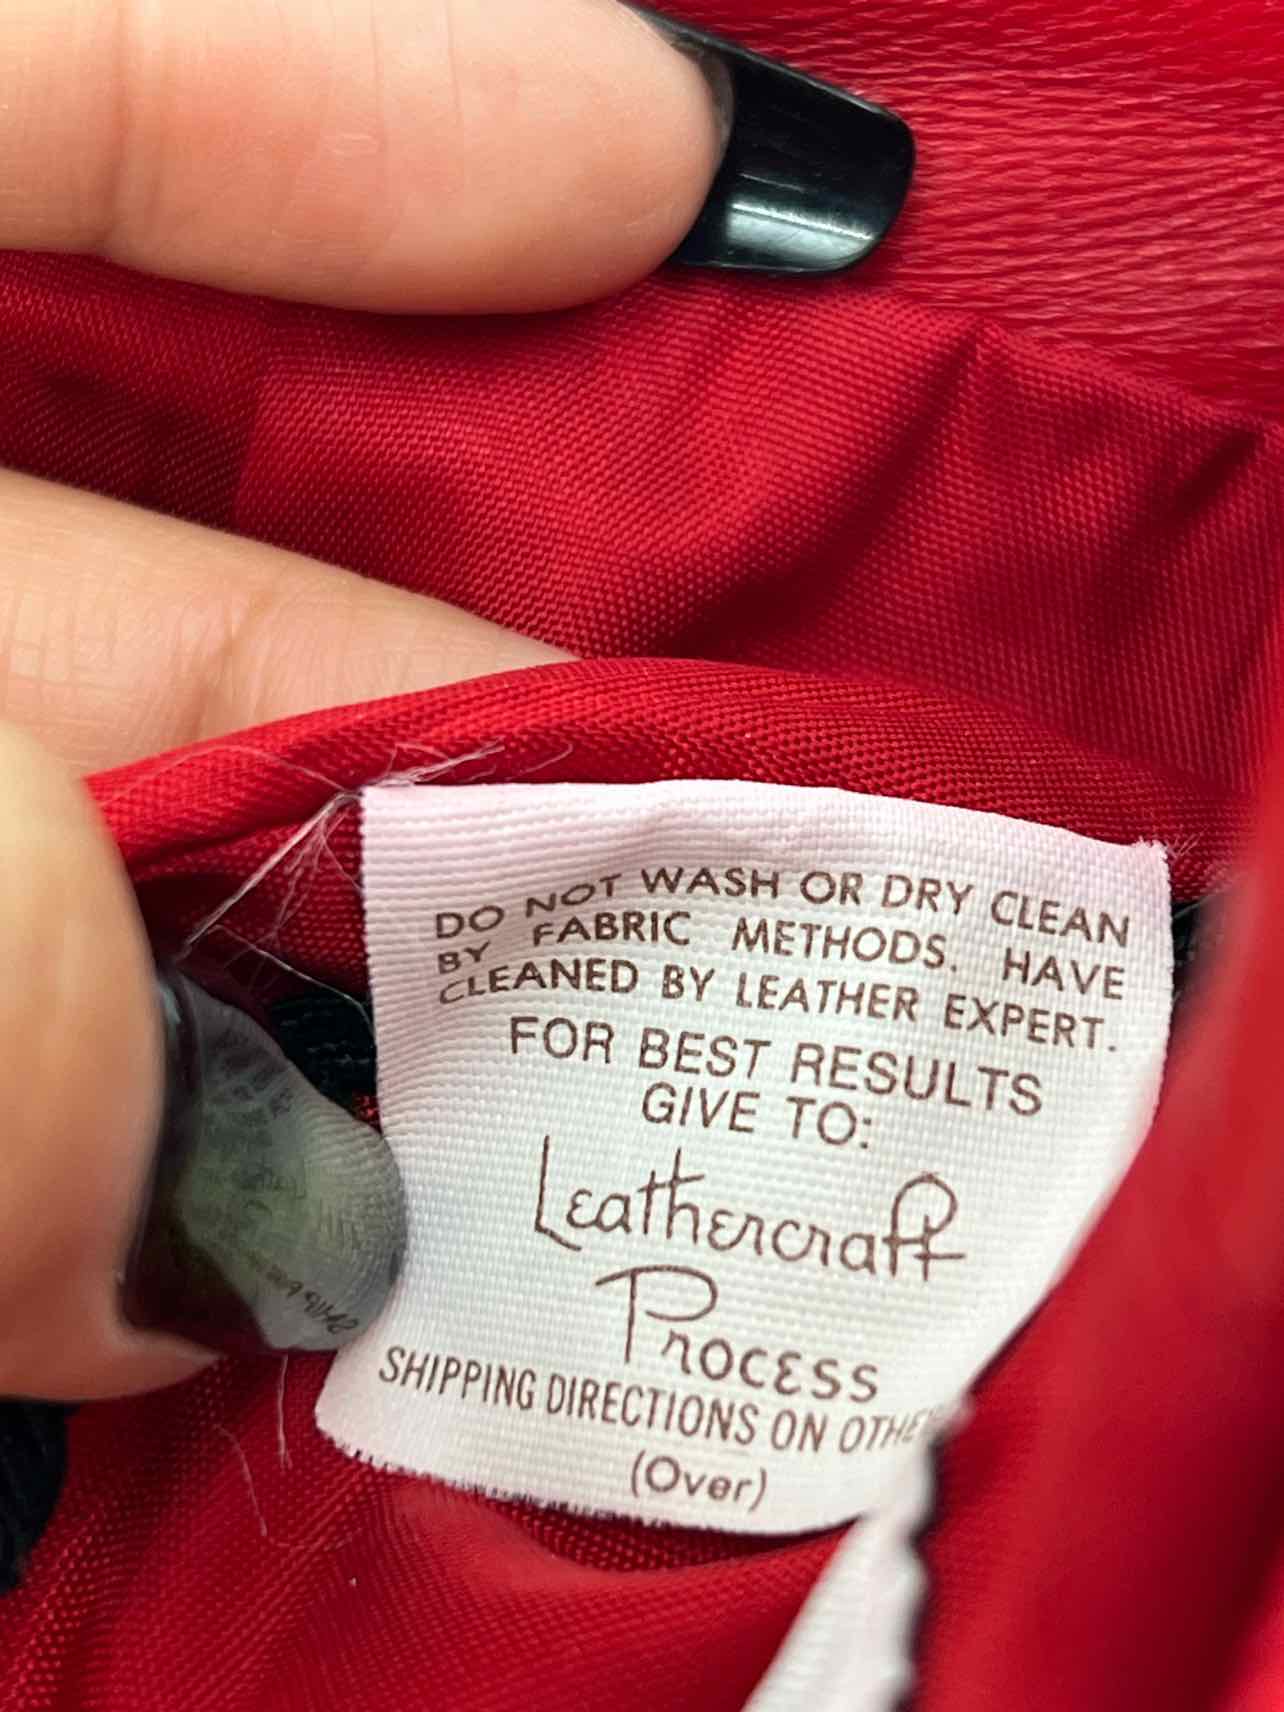 DO NOT WASH OR DRY CLEAN
BY FABRIC METHODS. HAVE
CLEANED BY LEATHER EXPERT.
FOR BEST RESULTS
GIVE TO:
Leathercraft
Process
SHIPPING DIRECTIONS ON
(Over)